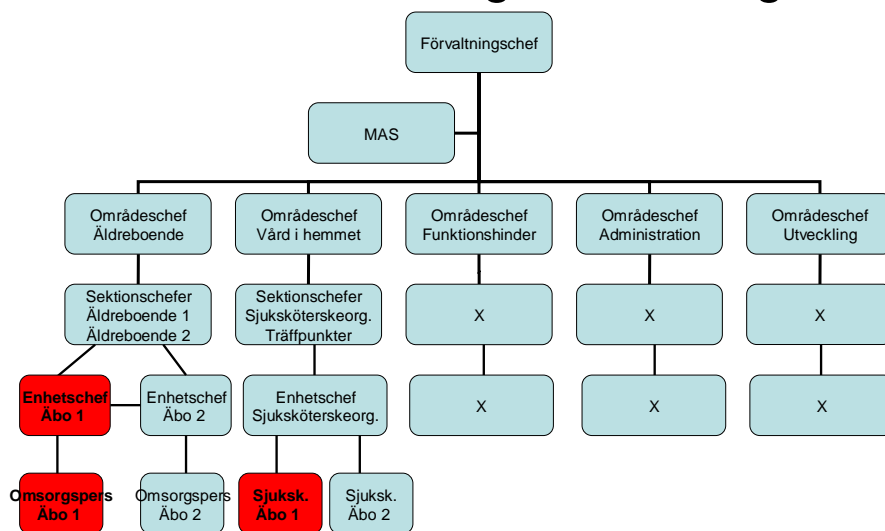 Förvaltningschef
MAS
Områdeschef
Äldreboende
Områdeschef
Vård i hemmet
Områdeschef
Funktionshinder
Områdeschef
Administration
Områdeschef
Utveckling
Sektionschefer
Äldreboende 1
Äldreboende 2
Sektionschefer
Sjuksköterskeorg.
Träffpunkter
X
X
X
Enhetschef
Äbo 1
Enhetschef
Äbo 2
Enhetschef
Sjuksköterskeorg.
X
X
X
Omsorgspers
Äbo 1
Omsorgspers
Äbo 2
Sjuksk.
Äbo 1
Sjuksk.
Äbo 2